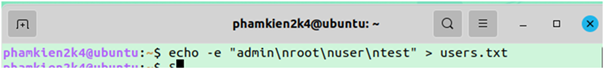 phamkien2k4@ubuntu: ~
phamkien2k4@ubuntu:~$ echo -e "admin\nroot\nuser\ntest" > users.txt
phamkien2k4@ubuntu:~$ S